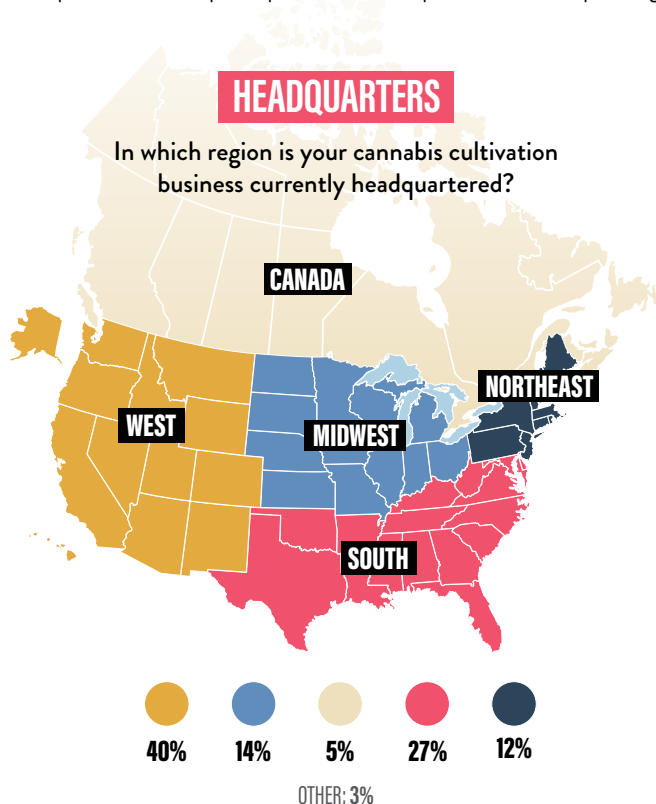 HEADQUARTERS
In which region is your cannabis cultivation
business currently headquartered?
CANADA
NORTHEAST
WEST
MIDWEST
SOUTH
40% 14% 5% 27% 12%
OTHER: 3%